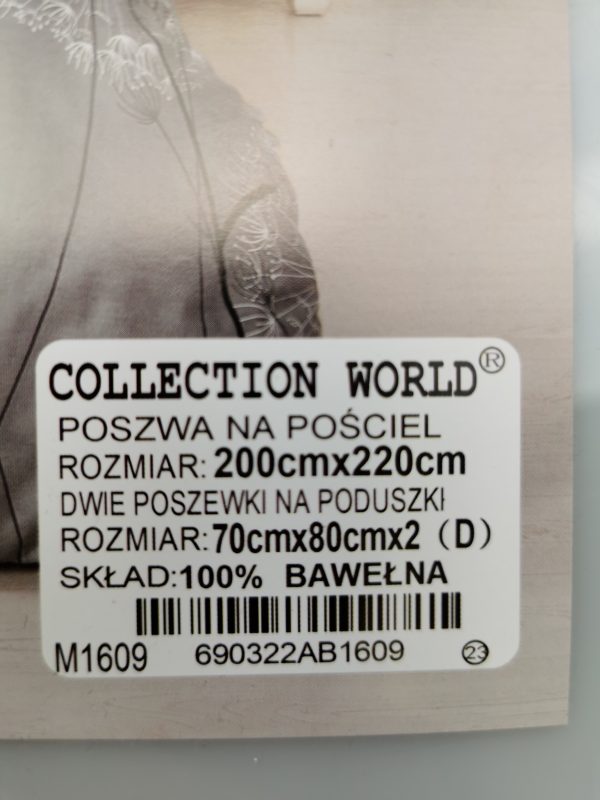 COLLECTION WORLD®
POSZWA NA POŚCIEL
ROZMIAR: 200cmx220cm
DWIE POSZEWKI NA PODUSZKI
ROZMIAR: 70cmx80cmx2 (D)
SKŁAD:100% BAWEŁNA
M1609 690322AB1609 23